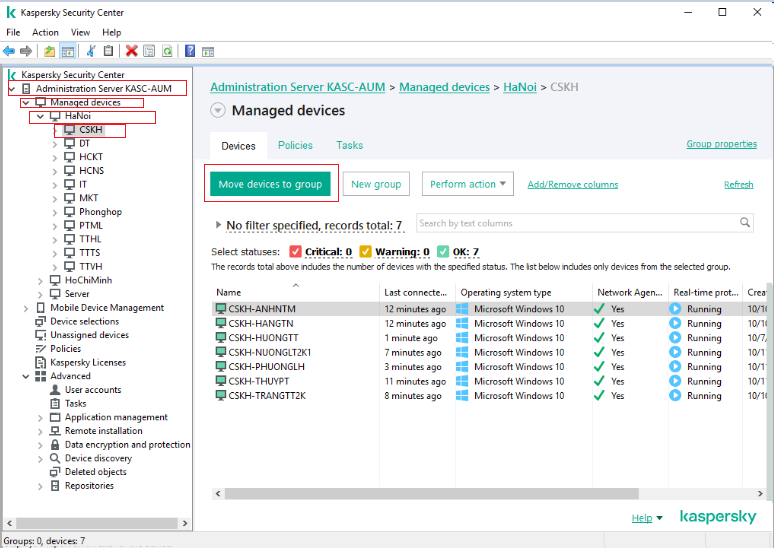 Kaspersky Security Center
File Action View Help
Kaspersky Security Center
Administration Server KASC-AUM
Managed devices
HaNoi
CSKH
DT
HCKT
HCNS
IT
MKT
Phonghop
PTML
TTHL
TTTS
TTVH
HoChiMinh
Server
Mobile Device Management
Device selections
Unassigned devices
Policies
Kaspersky Licenses
Advanced
User accounts
Tasks
Application management
Remote installation
Data encryption and protection
Device discovery
Deleted objects
Repositories
Administration Server KASC-AUM > Managed devices > HaNoi > CSKH
Managed devices
Devices Policies Tasks Group properties
Move devices to group New group Perform action Add/Remove columns Refresh
No filter specified, records total: 7 Search by text columns
Select statuses: Critical: 0 Warning: 0 OK: 7
The records total above includes the number of devices with the specified status. The list below includes only devices from the selected group.
Name Last connecte... Operating system type Network Agen... Real-time prot... Creat
CSKH-ANHNTM 12 minutes ago Microsoft Windows 10 Yes Running 10/10
CSKH-HANGTN 12 minutes ago Microsoft Windows 10 Yes Running 10/10
CSKH-HUONGTT 1 minute ago Microsoft Windows 10 Yes Running 10/7,
CSKH-NUONGLT2K1 7 minutes ago Microsoft Windows 10 Yes Running 10/11
CSKH-PHUONGLH 3 minutes ago Microsoft Windows 10 Yes Running 10/10
CSKH-THUYPT 11 minutes ago Microsoft Windows 10 Yes Running 10/11
CSKH-TRANGTT2K 8 minutes ago Microsoft Windows 10 Yes Running 10/10
Help kaspersky
Groups: 0, devices: 7